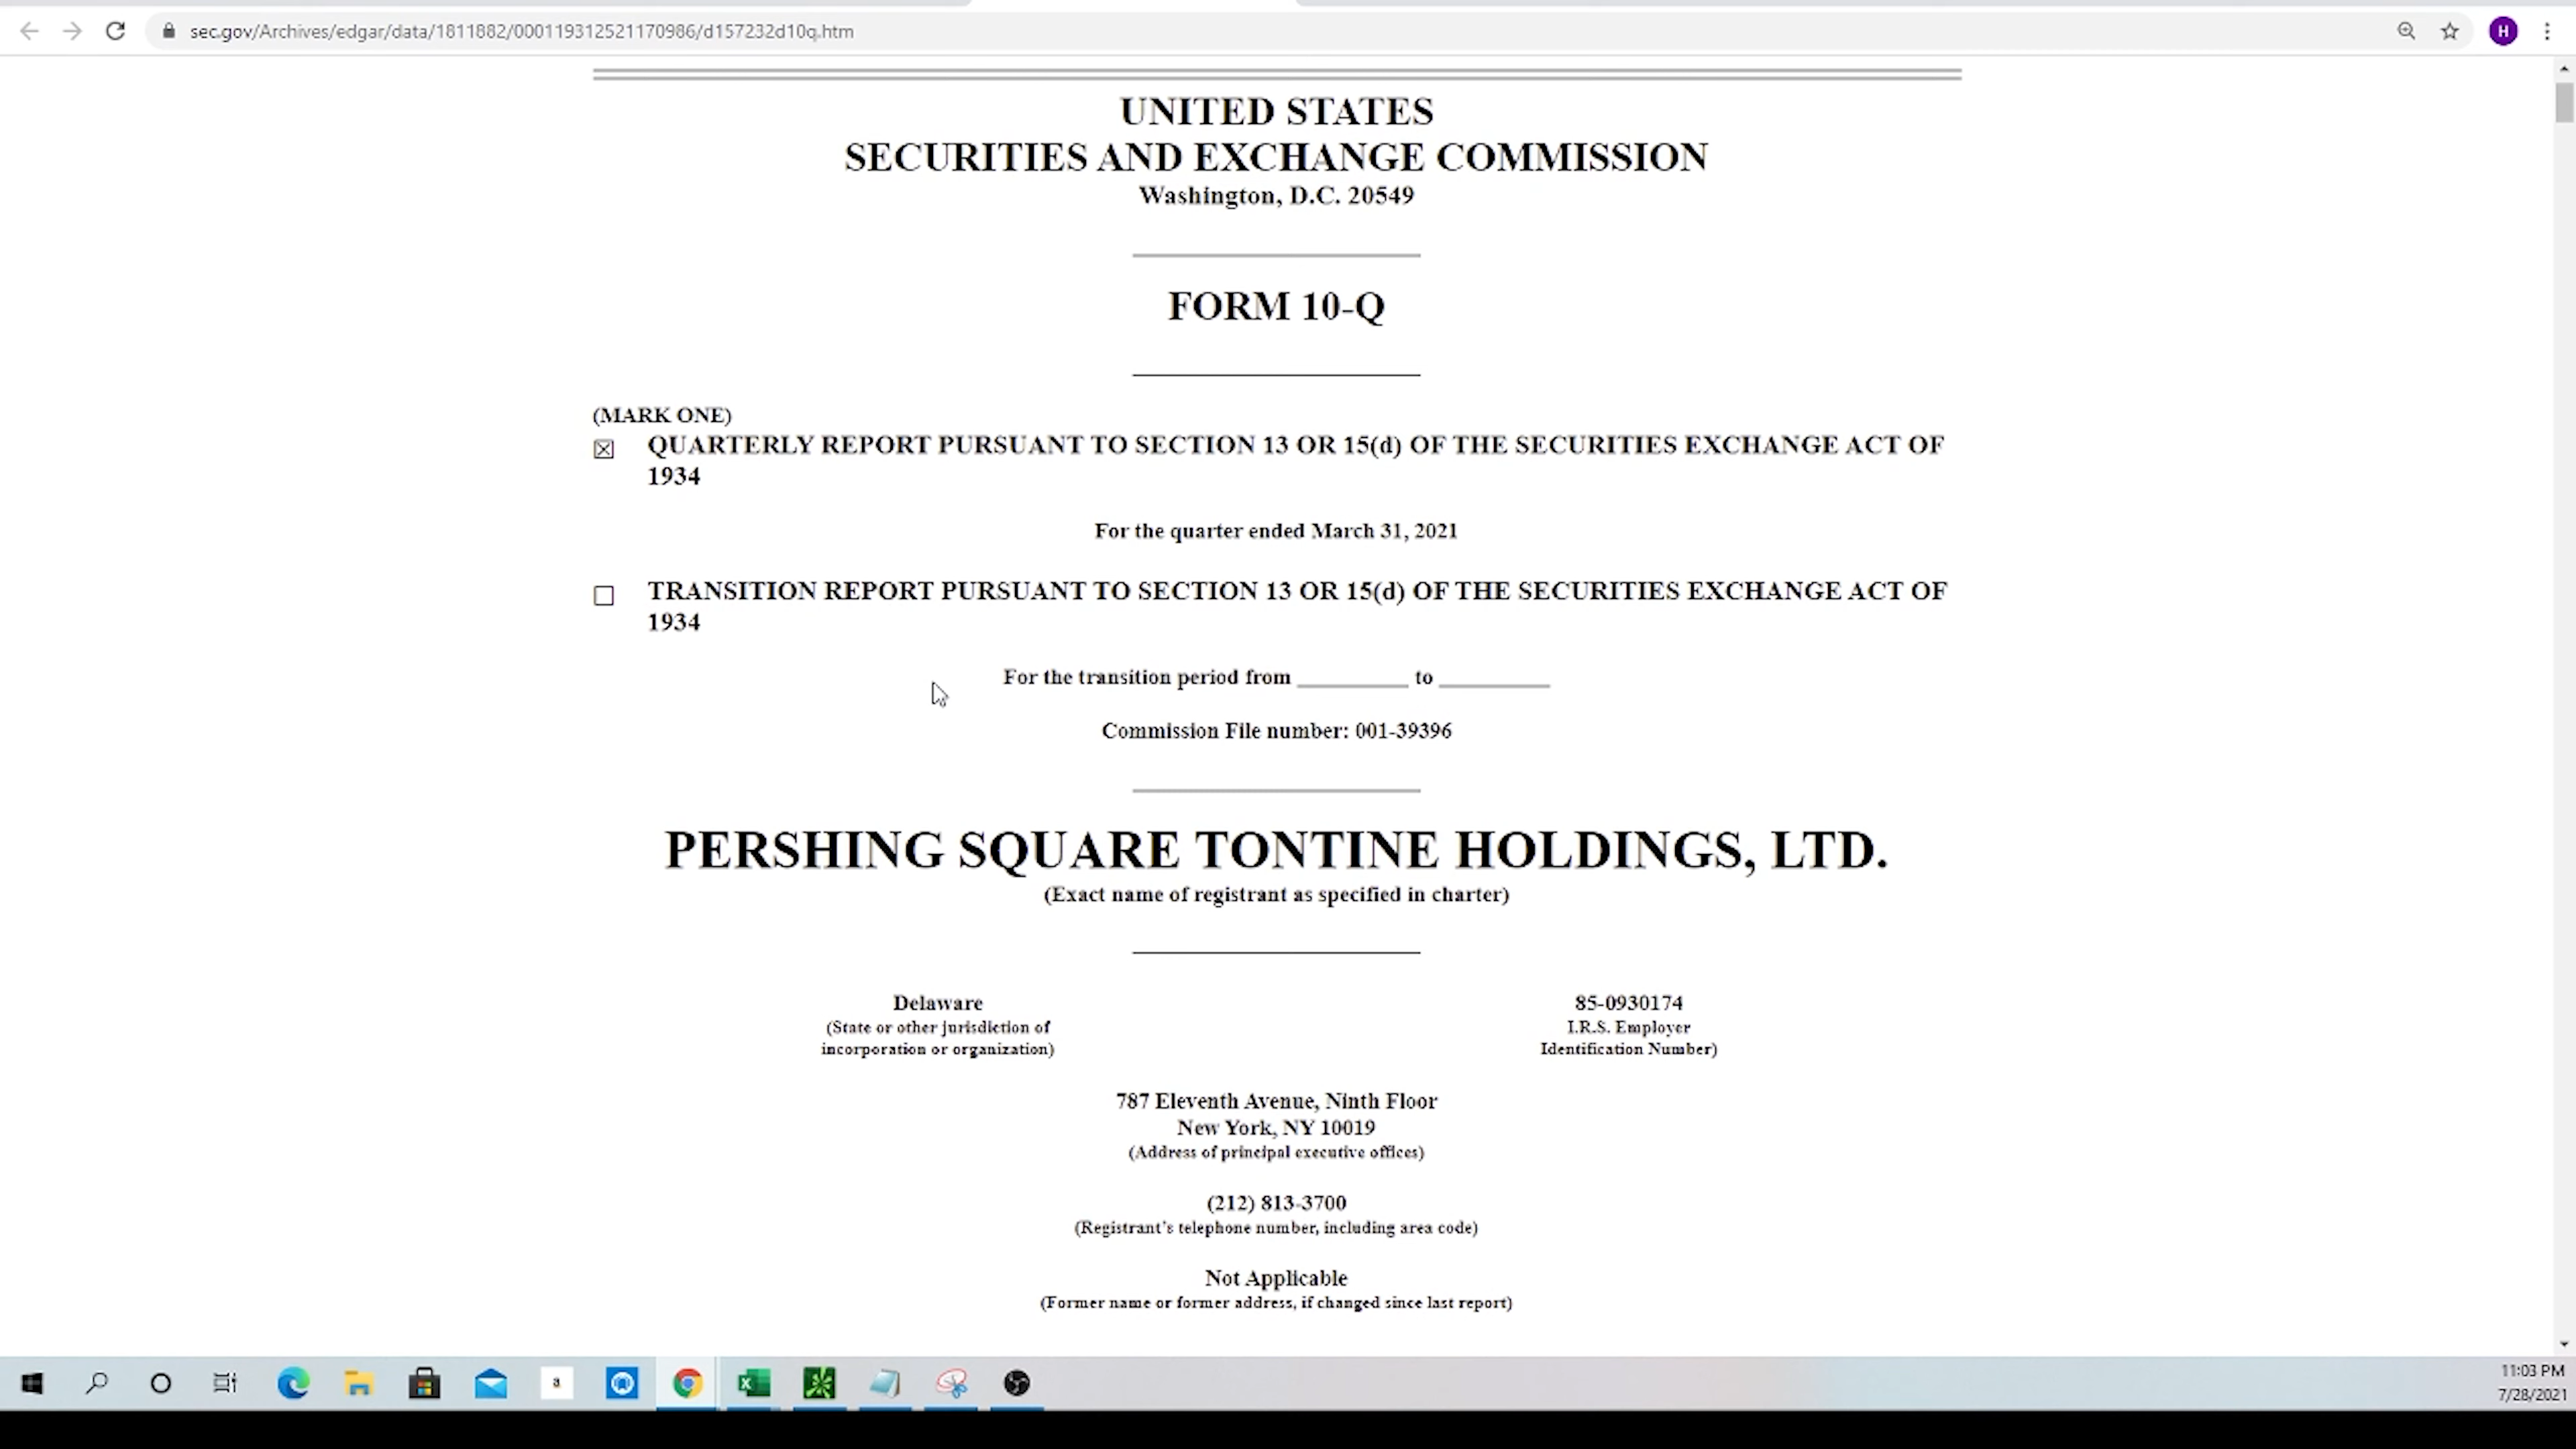 sec.gov/Archives/edgar/data/1811882/000119312521170986/d157232d10q.htm
H
UNITED STATES
SECURITIES AND EXCHANGE COMMISSION
Washington, D.C. 20549
FORM 10-Q
(MARK ONE)
☒ QUARTERLY REPORT PURSUANT TO SECTION 13 OR 15(d) OF THE SECURITIES EXCHANGE ACT OF
1934
For the quarter ended March 31, 2021
☐ TRANSITION REPORT PURSUANT TO SECTION 13 OR 15(d) OF THE SECURITIES EXCHANGE ACT OF
1934
For the transition period from __________ to __________
Commission File number: 001-39396
PERSHING SQUARE TONTINE HOLDINGS, LTD.
(Exact name of registrant as specified in charter)
Delaware 85-0930174
(State or other jurisdiction of I.R.S. Employer
incorporation or organization) Identification Number)
787 Eleventh Avenue, Ninth Floor
New York, NY 10019
(Address of principal executive offices)
(212) 813-3700
(Registrant's telephone number, including area code)
Not Applicable
(Former name or former address, if changed since last report)
a
11:03 PM
7/28/2021